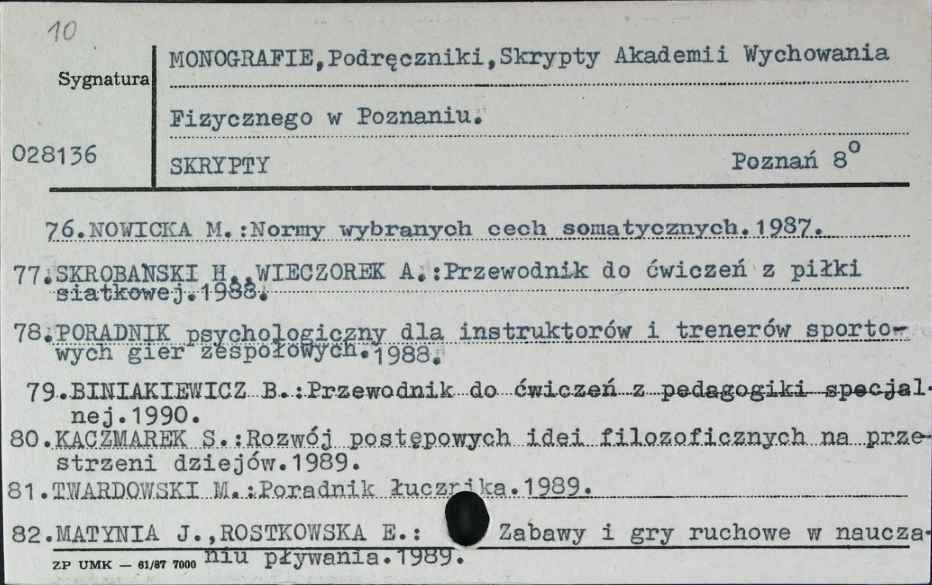 10
MONOGRAFIE,Podręczniki,Skrypty Akademii Wychowania
Sygnatura
Fizycznego w Poznaniu.
028136
SKRYPTY Poznań 8º
76.NOWICKA M.:Normy wybranych cech somatycznych.1987.
77.SKROBAŃSKI H.,WIECZOREK A.:Przewodnik do ćwiczeń z piłki
siatkowej.1988.
78.PORADNIK psychologiczny dla instruktorów i trenerów sporto-
wych gier zespołowych.1988.
79.BINIAKIEWICZ B.:Przewodnik do ćwiczeń z pedagogiki specjal-
nej.1990.
80.KACZMAREK S.:Rozwój postępowych idei filozoficznych na prze-
strzeni dziejów.1989.
81.TWARDOWSKI M.:Poradnik łucznika.1989.
82.MATYNIA J.,ROSTKOWSKA E.: Zabawy i gry ruchowe w naucza-
niu pływania.1989.
ZP UMK — 61/87 7000